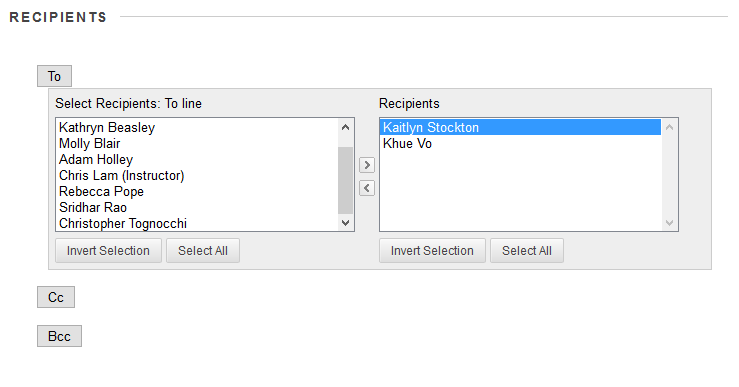 RECIPIENTS
To
Select Recipients: To line
Kathryn Beasley
Molly Blair
Adam Holley
Chris Lam (Instructor)
Rebecca Pope
Sridhar Rao
Christopher Tognocchi
Invert Selection
Select All
Recipients
Kaitlyn Stockton
Khue Vo
Invert Selection
Select All
Cc
Bcc